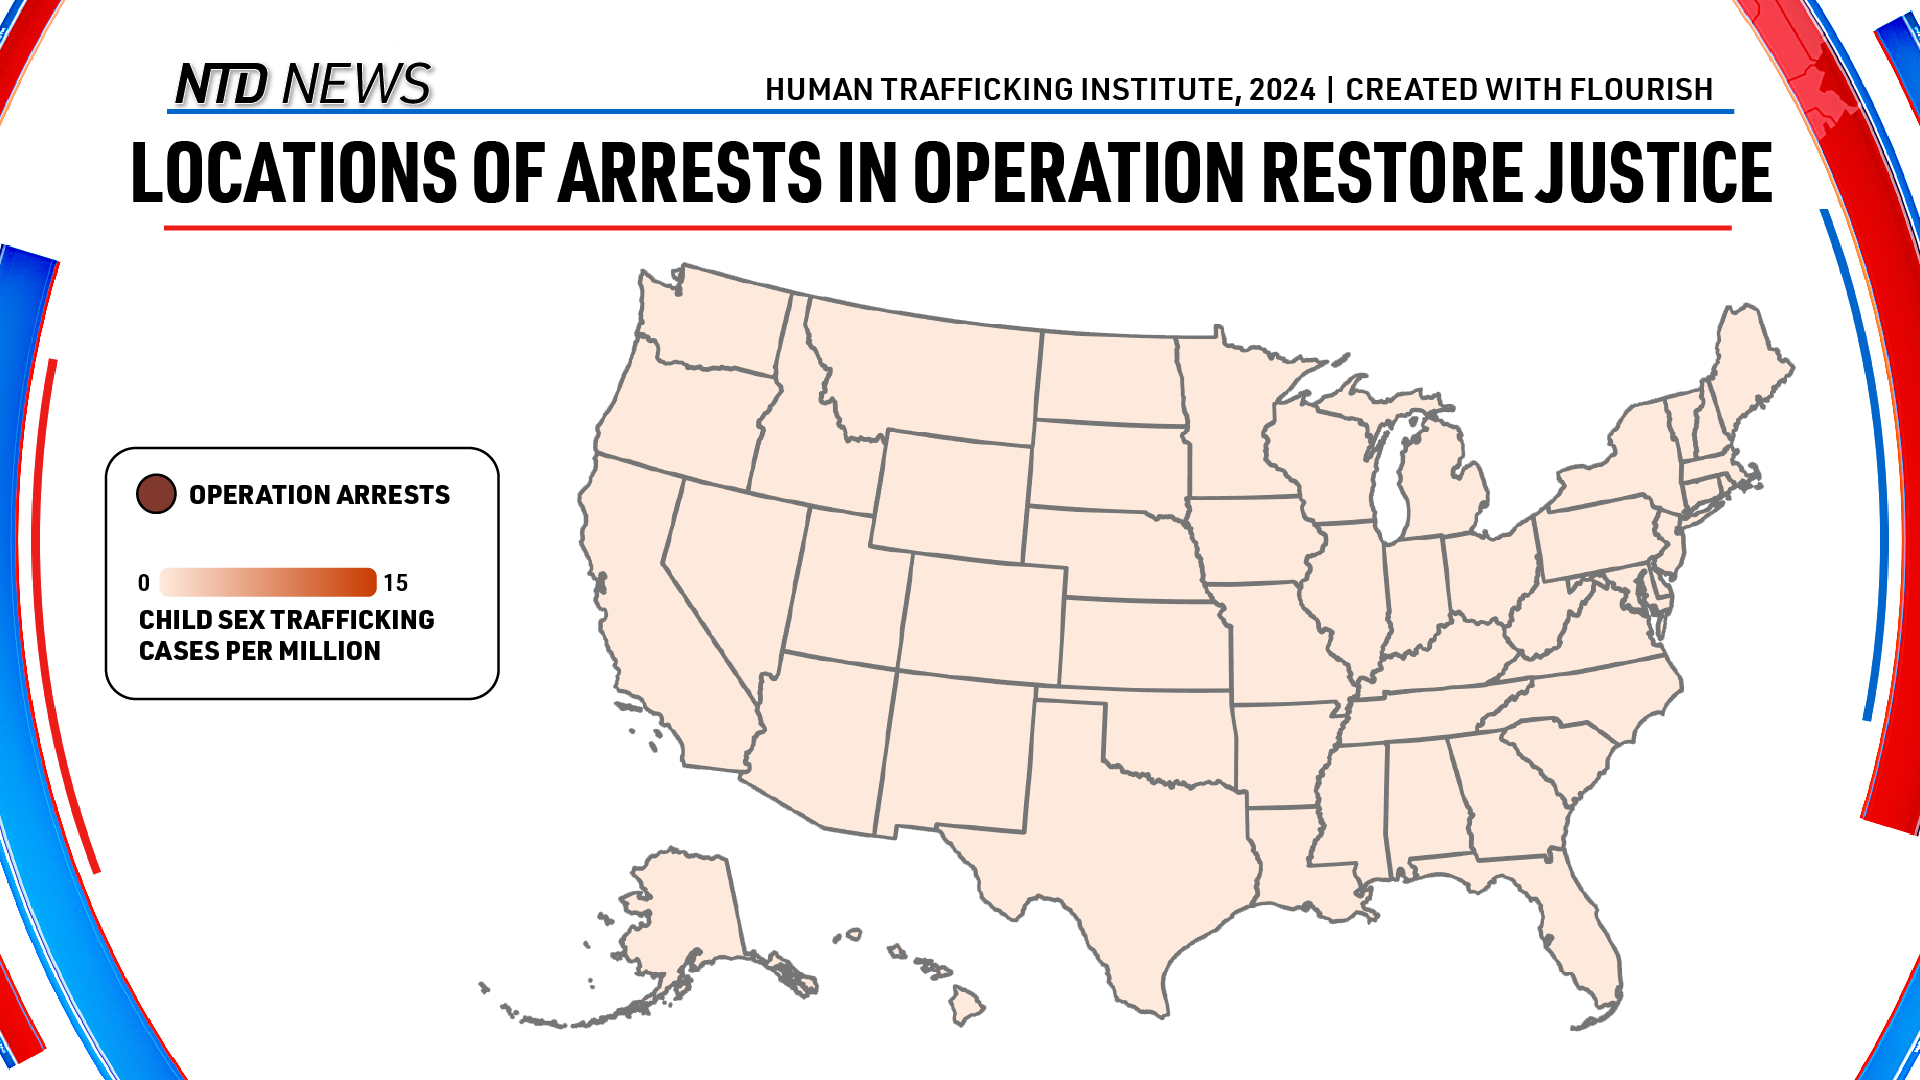 NTD NEWS
HUMAN TRAFFICKING INSTITUTE, 2024 | CREATED WITH FLOURISH
LOCATIONS OF ARRESTS IN OPERATION RESTORE JUSTICE
OPERATION ARRESTS
0 15
CHILD SEX TRAFFICKING
CASES PER MILLION